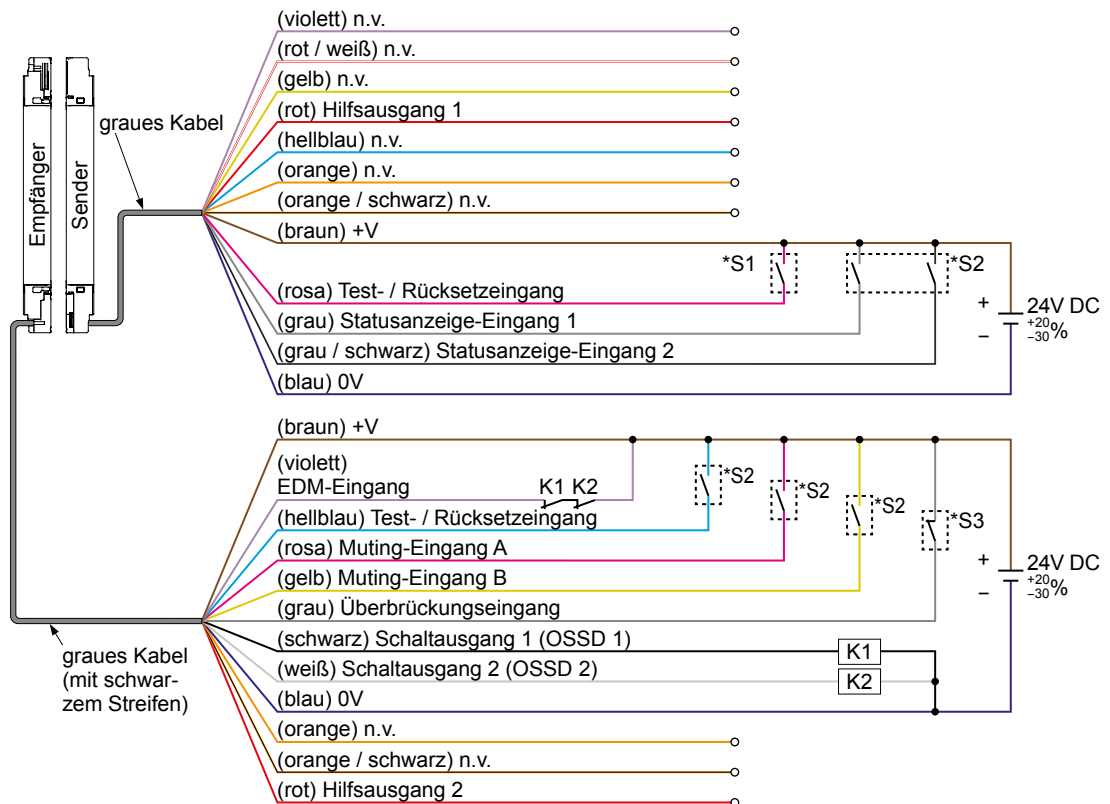 (violett) n.v.
(rot / weiß) n.v.
(gelb) n.v.
(rot) Hilfsausgang 1
(hellblau) n.v.
(orange) n.v.
(orange / schwarz) n.v.
(braun) +V
graues Kabel
Empfänger
Sender
*S1
*S2
(rosa) Test- / Rücksetzeingang
(grau) Statusanzeige-Eingang 1
(grau / schwarz) Statusanzeige-Eingang 2
(blau) 0V
+
24V DC
+20
–30%
–
(braun) +V
(violett)
EDM-Eingang
K1 K2
*S2
*S2
*S2
*S3
(hellblau) Test- / Rücksetzeingang
(rosa) Muting-Eingang A
(gelb) Muting-Eingang B
(grau) Überbrückungseingang
+
24V DC
+20
–30%
–
(schwarz) Schaltausgang 1 (OSSD 1)
K1
(weiß) Schaltausgang 2 (OSSD 2)
K2
(blau) 0V
(orange) n.v.
(orange / schwarz) n.v.
(rot) Hilfsausgang 2
graues Kabel
(mit schwar-
zem Streifen)